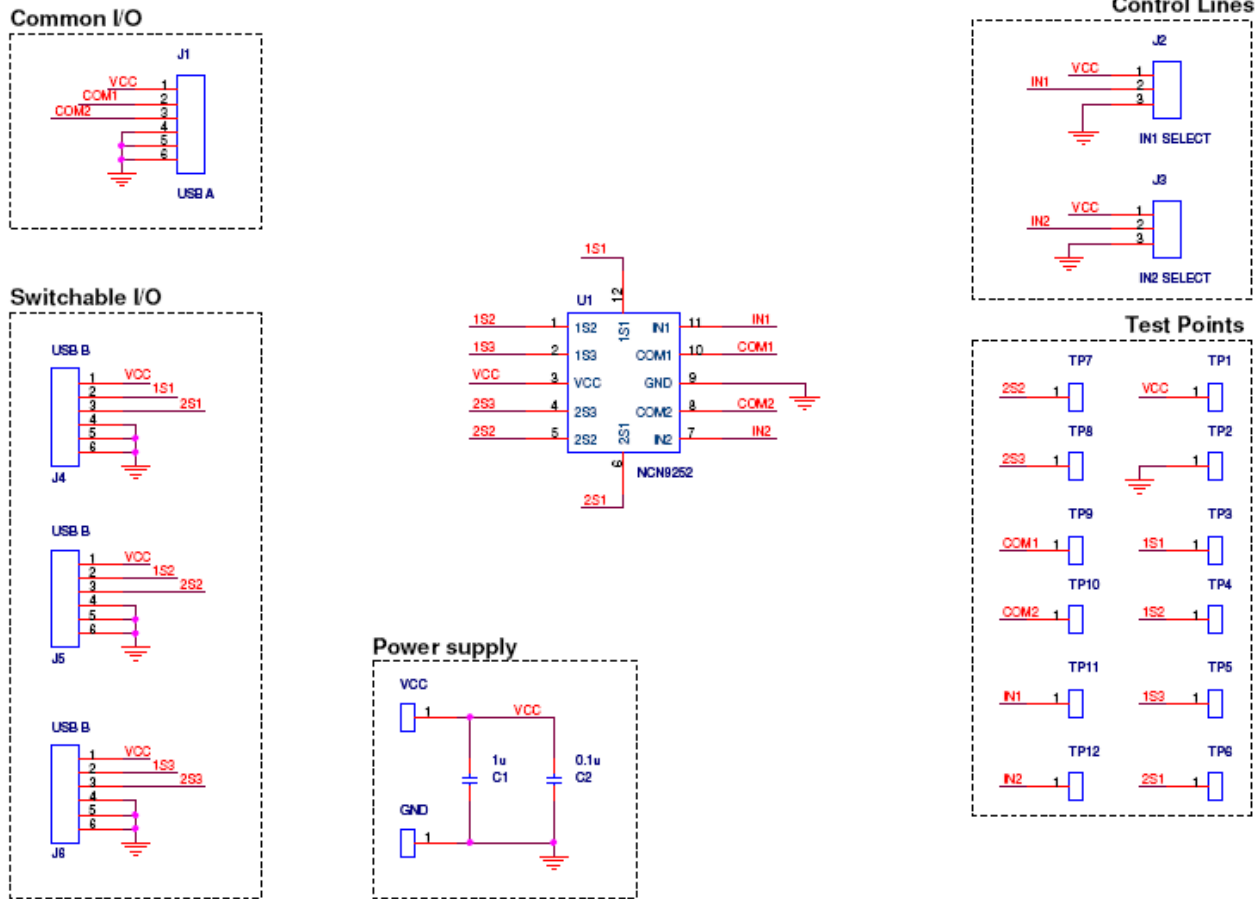 Common I/O
J1
VCC 1
COM1 2
COM2 3
4
5
6
USB A
Switchable I/O
USB B
1 VCC
2 1S1
3 2S1
4
5
6
J4
USB B
1 VCC
2 1S2
3 2S2
4
5
6
J5
USB B
1 VCC
2 1S3
3 2S3
4
5
6
J6
1S1
U1
12
1S2 1 1S2 1S1 IN1 11 IN1
1S3 2 1S3 COM1 10 COM1
VCC 3 VCC GND 9
2S3 4 2S3 COM2 8 COM2
2S2 5 2S2 2S1 IN2 7 IN2
6
NCN9252
2S1
Power supply
VCC
1 VCC
1u 0.1u
C1 C2
GND
1
Control Lines
J2
VCC 1
IN1 2
3
IN1 SELECT
J3
VCC 1
IN2 2
3
IN2 SELECT
Test Points
TP7 TP1
2S2 1 VCC 1
TP8 TP2
2S3 1 1
TP9 TP3
COM1 1 1S1 1
TP10 TP4
COM2 1 1S2 1
TP11 TP5
IN1 1 1S3 1
TP12 TP6
IN2 1 2S1 1